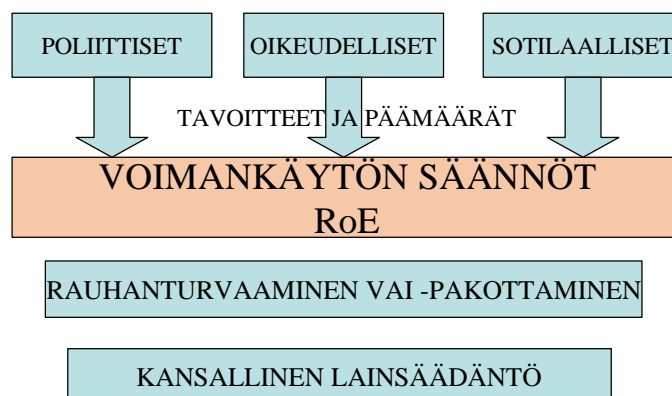 POLIITTISET OIKEUDELLISET SOTILAALLISET
TAVOITTEET JA PÄÄMÄÄRÄT
VOIMANKÄYTÖN SÄÄNNÖT
RoE
RAUHANTURVAAMINEN VAI -PAKOTTAMINEN
KANSALLINEN LAINSÄÄDÄNTÖ